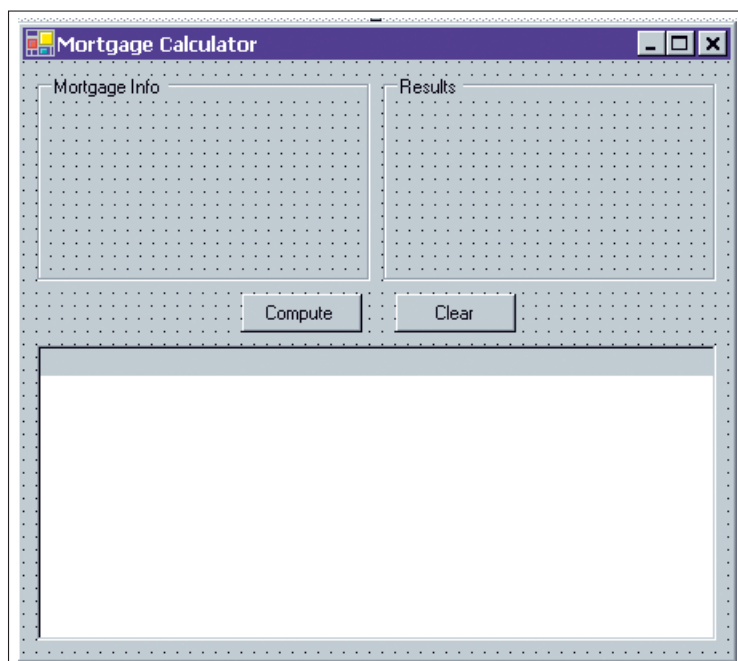 Mortgage Calculator
Mortgage Info
Results
Compute
Clear